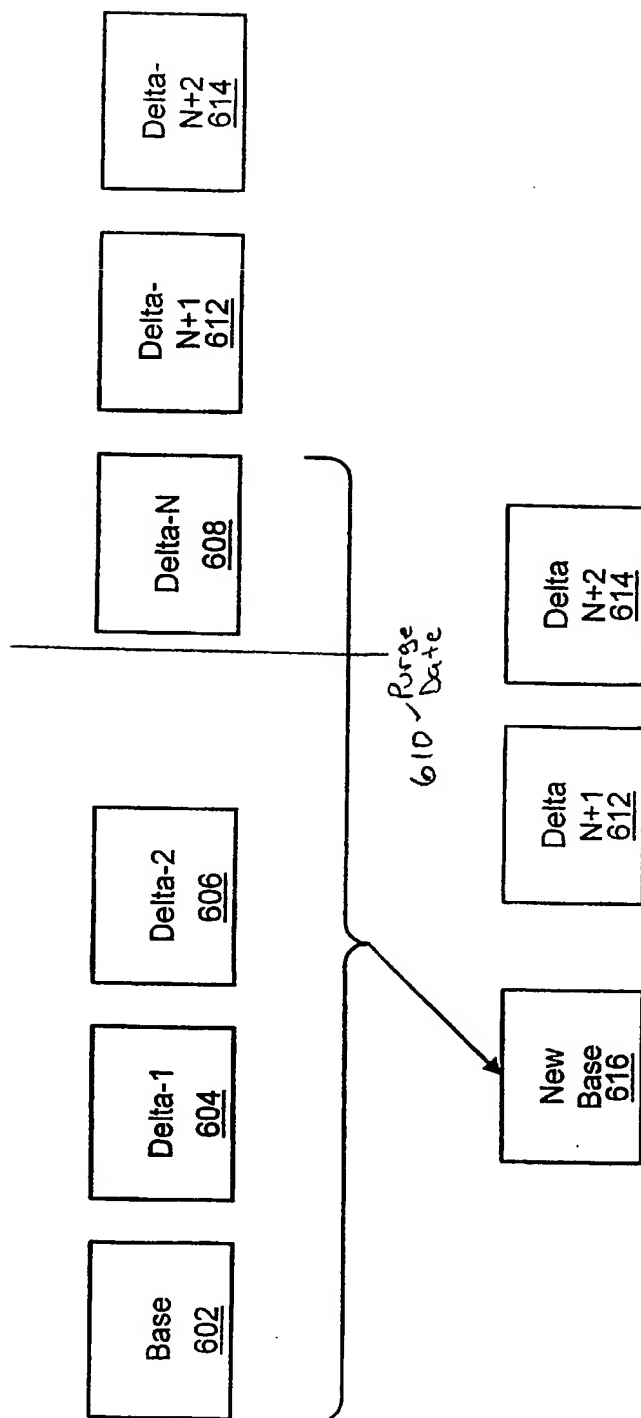 Base
602
Delta-1
604
Delta-2
606
Delta-N
608
Delta-
N+1
612
Delta-
N+2
614
610 Purge
Date
New
Base
616
Delta
N+1
612
Delta
N+2
614